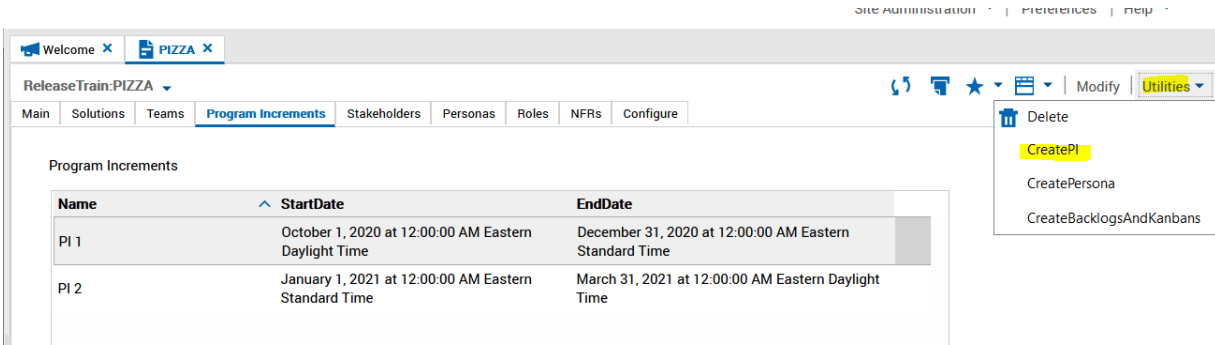 Site Administration | Preferences | Help
Welcome × PIZZA ×
ReleaseTrain:PIZZA | Modify | Utilities
Main Solutions Teams Program Increments Stakeholders Personas Roles NFRs Configure
Delete
CreatePI
CreatePersona
CreateBacklogsAndKanbans
Program Increments
Name StartDate EndDate
PI 1 October 1, 2020 at 12:00:00 AM Eastern December 31, 2020 at 12:00:00 AM Eastern
Daylight Time Standard Time
PI 2 January 1, 2021 at 12:00:00 AM Eastern March 31, 2021 at 12:00:00 AM Eastern Daylight
Standard Time Time